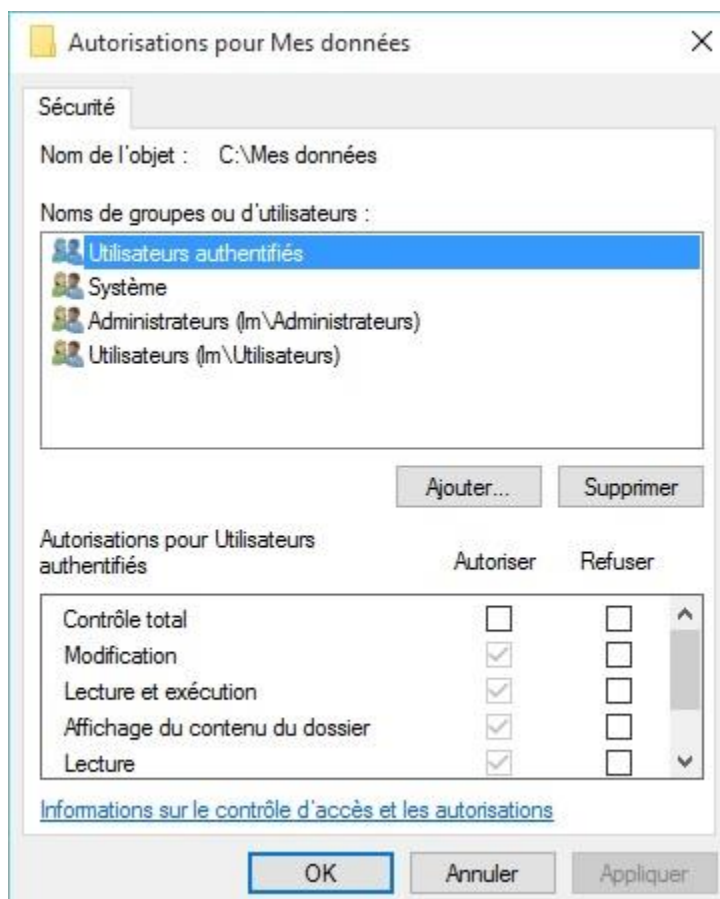 Autorisations pour Mes données
Sécurité
Nom de l'objet : C:\Mes données
Noms de groupes ou d'utilisateurs :
Utilisateurs authentifiés
Système
Administrateurs (lm\Administrateurs)
Utilisateurs (lm\Utilisateurs)
Ajouter... Supprimer
Autorisations pour Utilisateurs
authentifiés Autoriser Refuser
Contrôle total
Modification
Lecture et exécution
Affichage du contenu du dossier
Lecture
Informations sur le contrôle d'accès et les autorisations
OK Annuler Appliquer